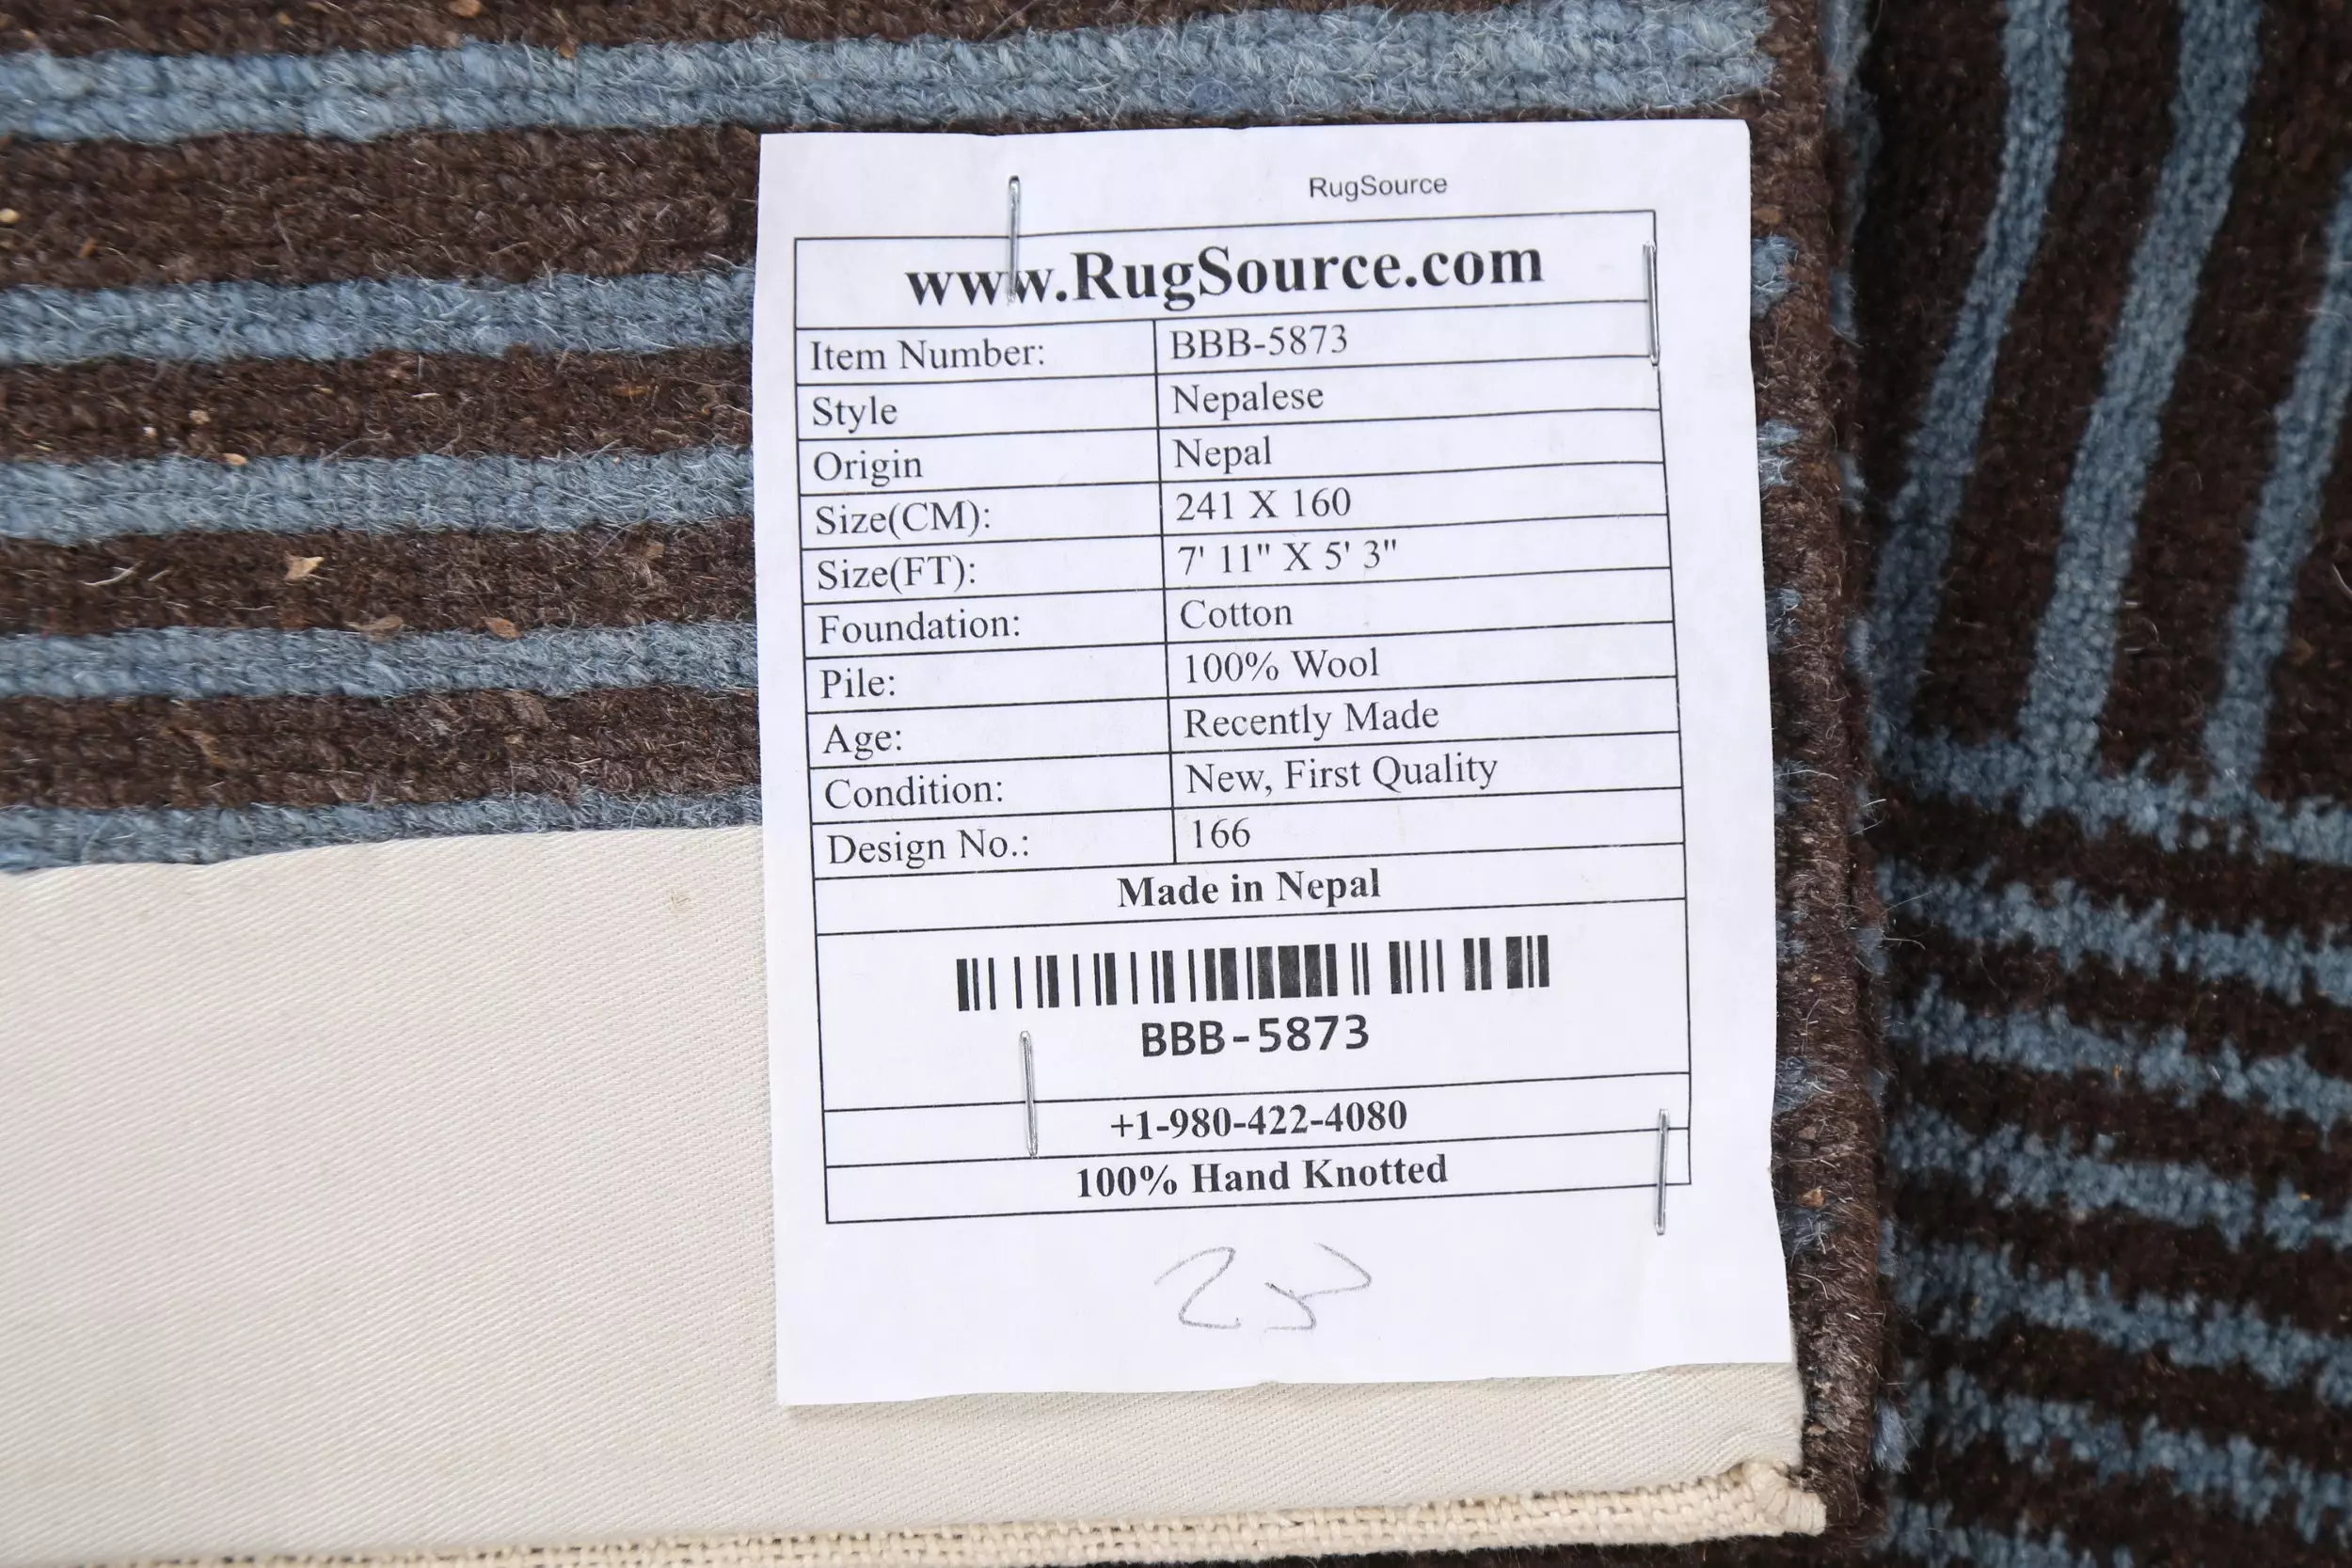 RugSource
www.RugSource.com
Item Number: BBB-5873
Style Nepalese
Origin Nepal
Size(CM): 241 X 160
Size(FT): 7' 11" X 5' 3"
Foundation: Cotton
Pile: 100% Wool
Age: Recently Made
Condition: New, First Quality
Design No.: 166
Made in Nepal
BBB-5873
+1-980-422-4080
100% Hand Knotted